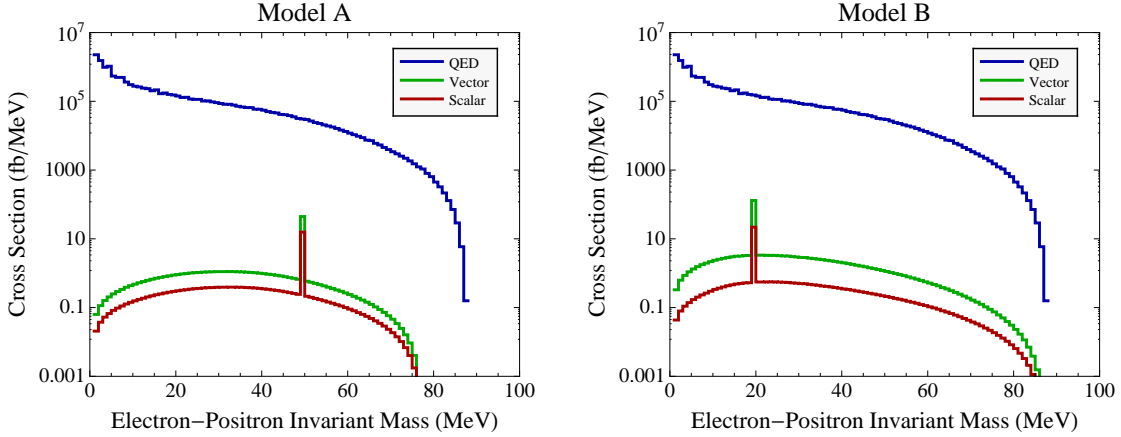 Model A
Cross Section (fb/MeV)
10^7
10^5
1000
10
0.1
0.001
QED
Vector
Scalar
0 20 40 60 80 100
Electron−Positron Invariant Mass (MeV)
Model B
Cross Section (fb/MeV)
10^7
10^5
1000
10
0.1
0.001
QED
Vector
Scalar
0 20 40 60 80 100
Electron−Positron Invariant Mass (MeV)